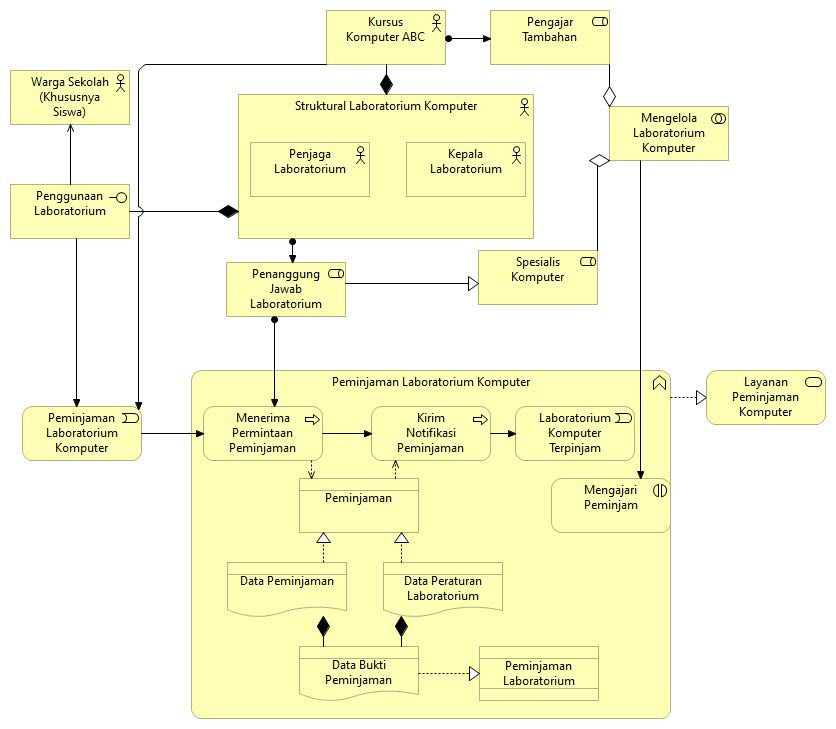 Kursus
Komputer ABC
Pengajar
Tambahan
Warga Sekolah
(Khususnya
Siswa)
Struktural Laboratorium Komputer
Mengelola
Laboratorium
Komputer
Penjaga
Laboratorium
Kepala
Laboratorium
Penggunaan
Laboratorium
Penanggung
Jawab
Laboratorium
Spesialis
Komputer
Peminjaman Laboratorium Komputer
Layanan
Peminjaman
Komputer
Peminjaman
Laboratorium
Komputer
Menerima
Permintaan
Peminjaman
Kirim
Notifikasi
Peminjaman
Laboratorium
Komputer
Terpinjam
Peminjaman
Mengajari
Peminjam
Data Peminjaman
Data Peraturan
Laboratorium
Data Bukti
Peminjaman
Peminjaman
Laboratorium